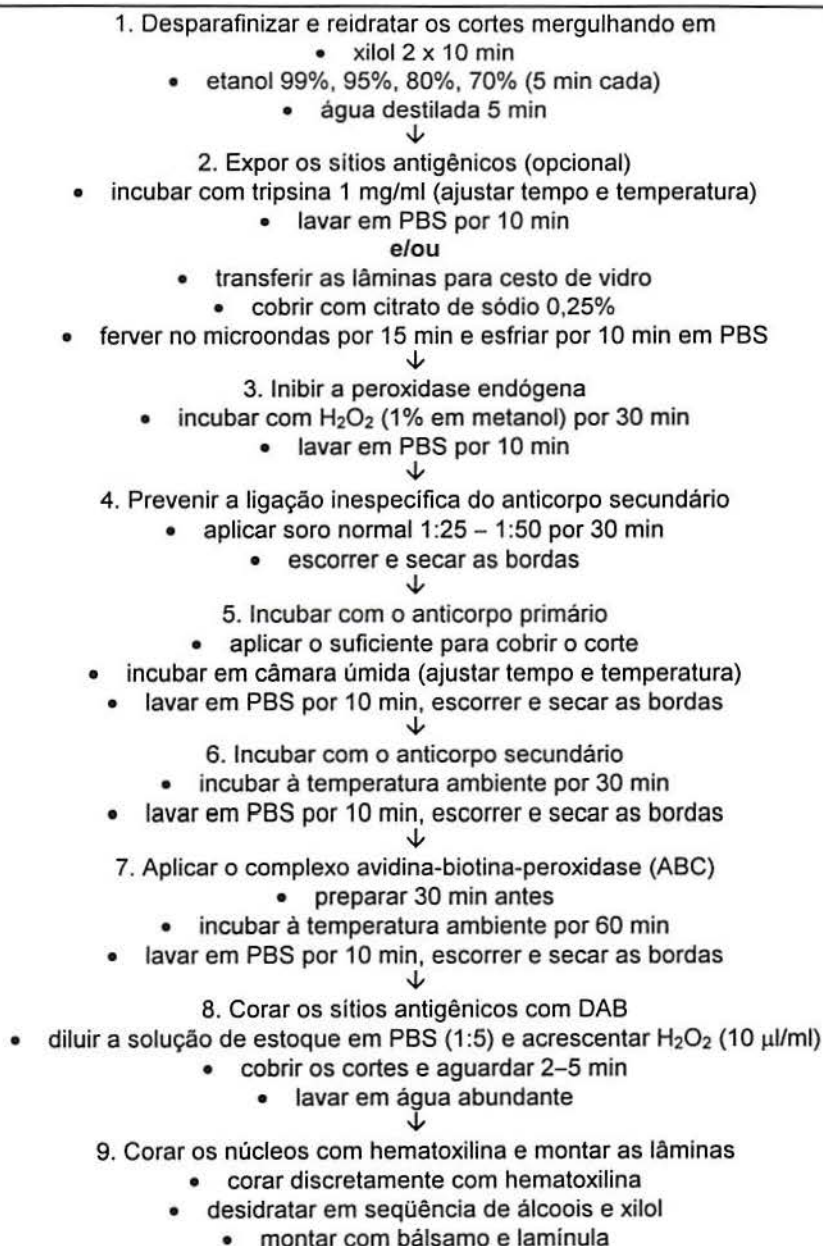 1. Desparafinizar e reidratar os cortes mergulhando em
• xilol 2 x 10 min
• etanol 99%, 95%, 80%, 70% (5 min cada)
• água destilada 5 min
↓
2. Expor os sítios antigênicos (opcional)
• incubar com tripsina 1 mg/ml (ajustar tempo e temperatura)
• lavar em PBS por 10 min
e/ou
• transferir as lâminas para cesto de vidro
• cobrir com citrato de sódio 0,25%
• ferver no microondas por 15 min e esfriar por 10 min em PBS
↓
3. Inibir a peroxidase endógena
• incubar com H₂O₂ (1% em metanol) por 30 min
• lavar em PBS por 10 min
↓
4. Prevenir a ligação inespecífica do anticorpo secundário
• aplicar soro normal 1:25 – 1:50 por 30 min
• escorrer e secar as bordas
↓
5. Incubar com o anticorpo primário
• aplicar o suficiente para cobrir o corte
• incubar em câmara úmida (ajustar tempo e temperatura)
• lavar em PBS por 10 min, escorrer e secar as bordas
↓
6. Incubar com o anticorpo secundário
• incubar à temperatura ambiente por 30 min
• lavar em PBS por 10 min, escorrer e secar as bordas
↓
7. Aplicar o complexo avidina-biotina-peroxidase (ABC)
• preparar 30 min antes
• incubar à temperatura ambiente por 60 min
• lavar em PBS por 10 min, escorrer e secar as bordas
↓
8. Corar os sítios antigênicos com DAB
• diluir a solução de estoque em PBS (1:5) e acrescentar H₂O₂ (10 µl/ml)
• cobrir os cortes e aguardar 2–5 min
• lavar em água abundante
↓
9. Corar os núcleos com hematoxilina e montar as lâminas
• corar discretamente com hematoxilina
• desidratar em seqüência de álcoois e xilol
• montar com bálsamo e lamínula